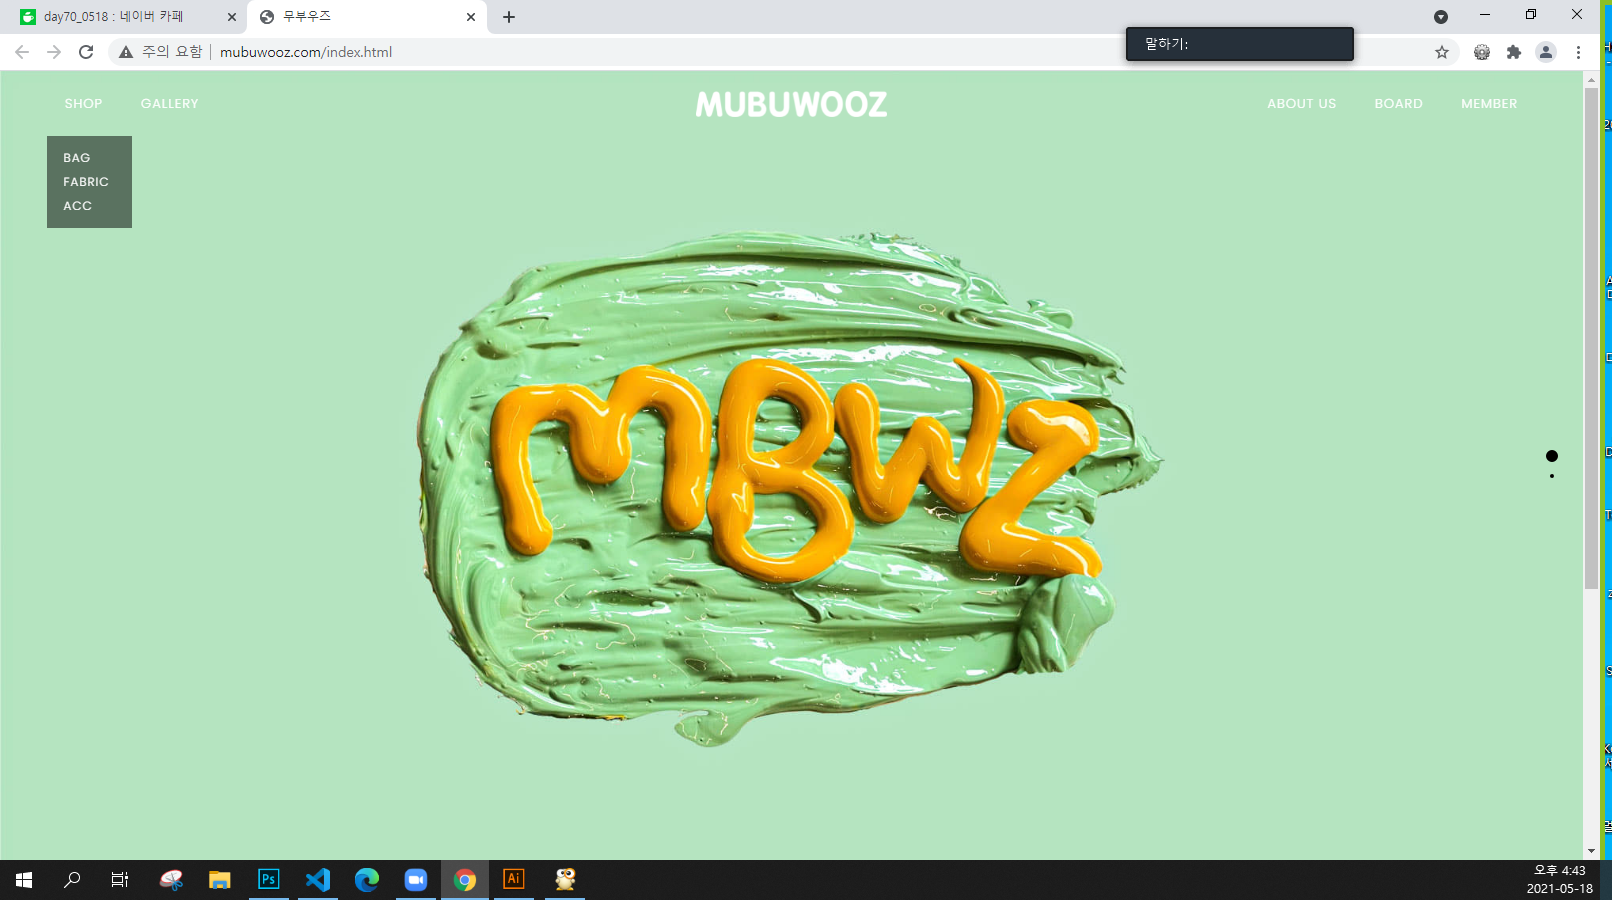 day70_0518 : 네이버 카페
무부우즈
주의 요함
mubuwooz.com/index.html
말하기:
SHOP
GALLERY
MUBUWOOZ
ABOUT US
BOARD
MEMBER
BAG
FABRIC
ACC
MBWZ
Ps
Ai
오후 4:43
2021-05-18